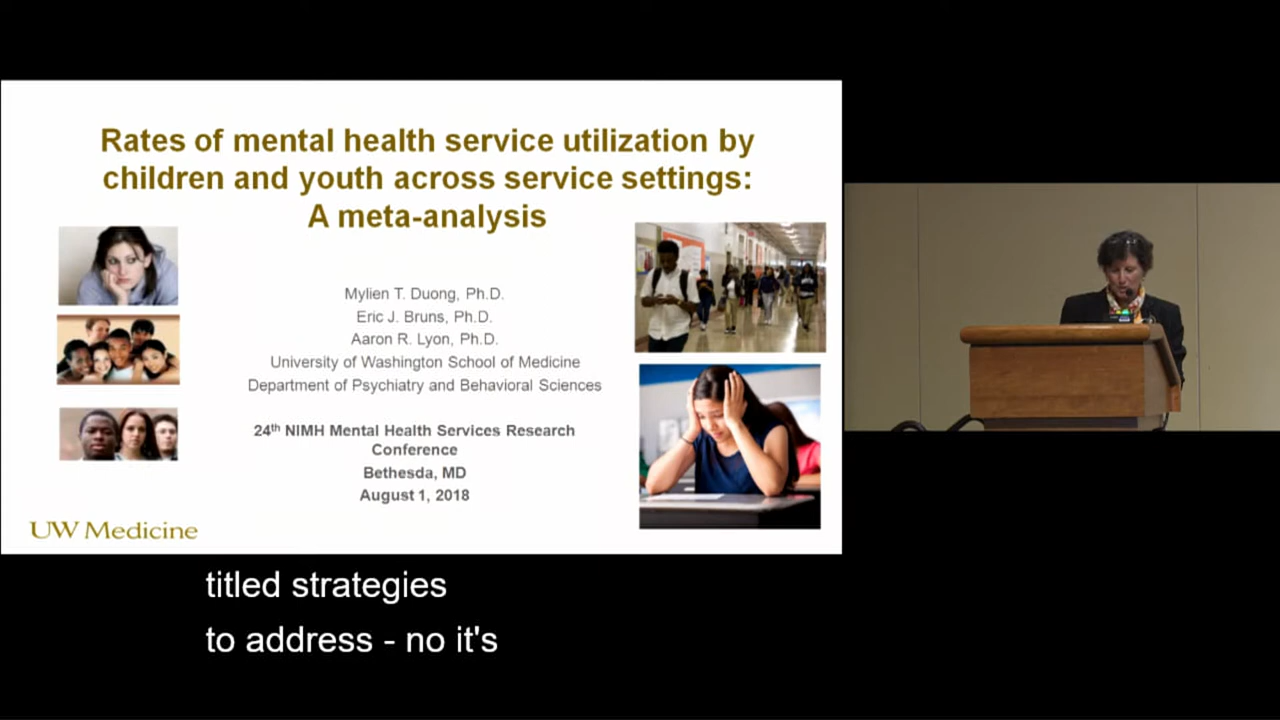 Rates of mental health service utilization by
children and youth across service settings:
A meta-analysis
Mylien T. Duong, Ph.D.
Eric J. Bruns, Ph.D.
Aaron R. Lyon, Ph.D.
University of Washington School of Medicine
Department of Psychiatry and Behavioral Sciences
24th NIMH Mental Health Services Research
Conference
Bethesda, MD
August 1, 2018
UW Medicine
titled strategies
to address - no it's